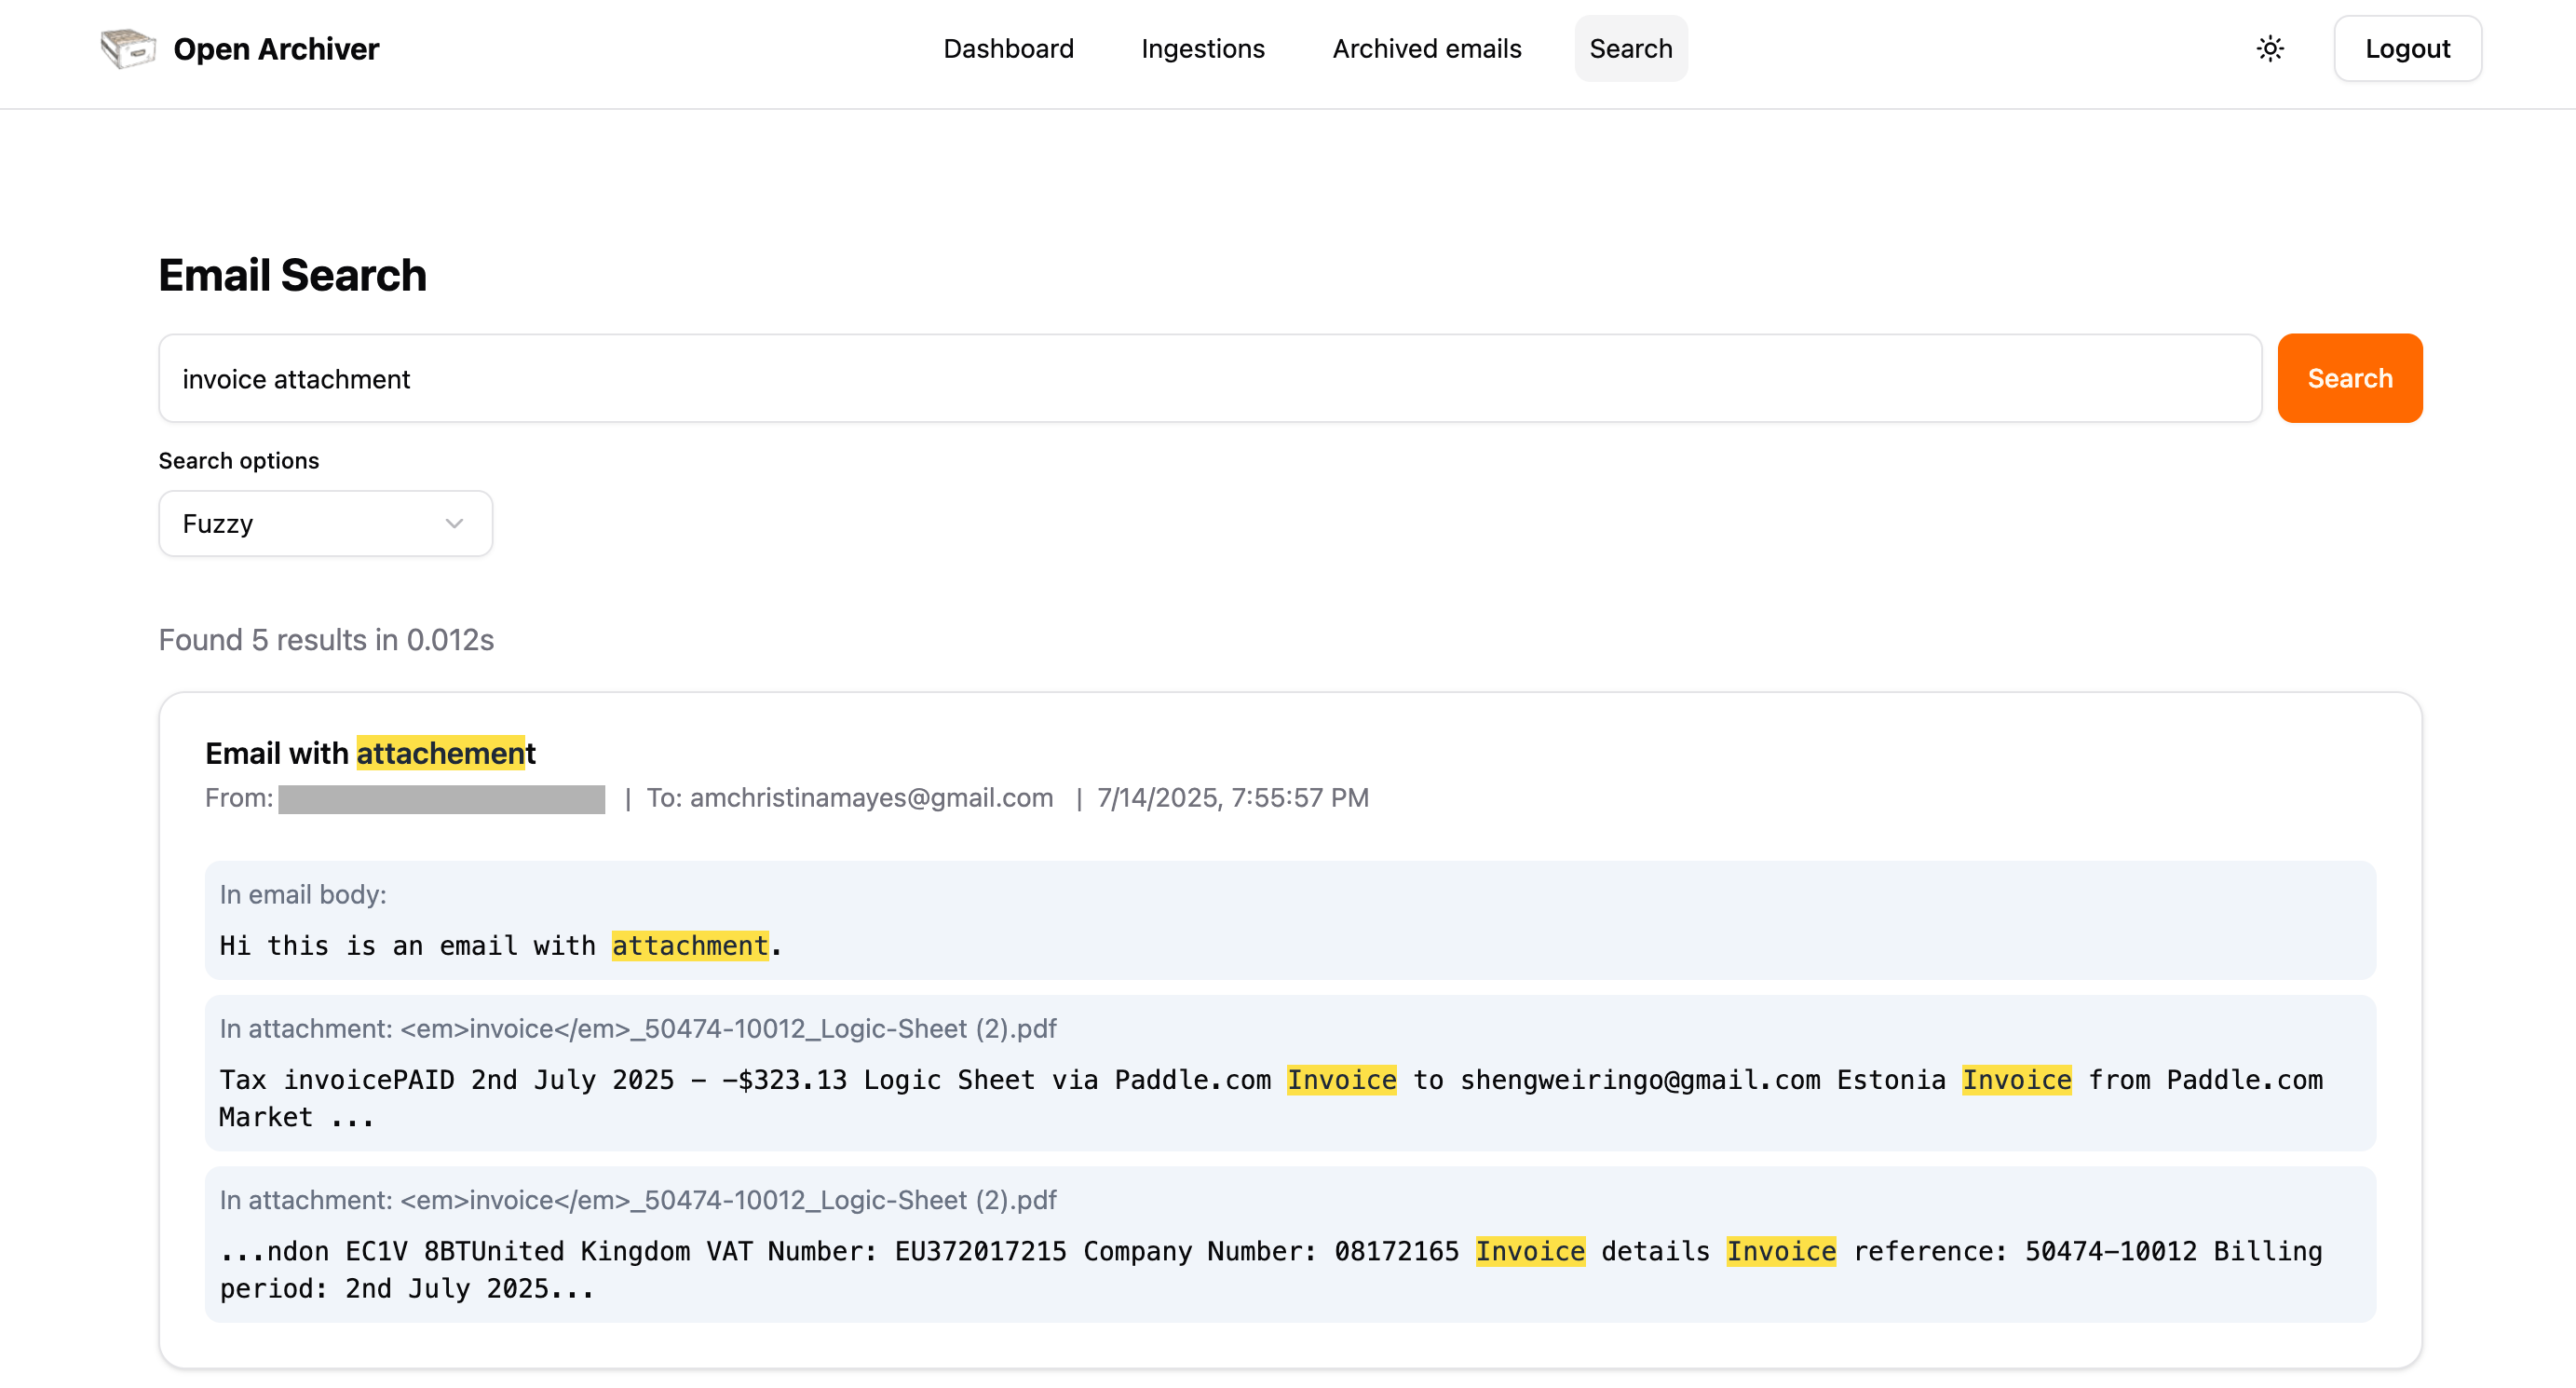 Open Archiver
Dashboard
Ingestions
Archived emails
Search
Logout
Email Search
invoice attachment
Search
Search options
Fuzzy
Found 5 results in 0.012s
Email with attachement
From: | To: amchristinamayes@gmail.com | 7/14/2025, 7:55:57 PM
In email body:
Hi this is an email with attachment.
In attachment: <em>invoice</em>_50474-10012_Logic-Sheet (2).pdf
Tax invoicePAID 2nd July 2025 - -$323.13 Logic Sheet via Paddle.com Invoice to shengweiringo@gmail.com Estonia Invoice from Paddle.com
Market ...
In attachment: <em>invoice</em>_50474-10012_Logic-Sheet (2).pdf
...ndon EC1V 8BTUnited Kingdom VAT Number: EU372017215 Company Number: 08172165 Invoice details Invoice reference: 50474-10012 Billing
period: 2nd July 2025...